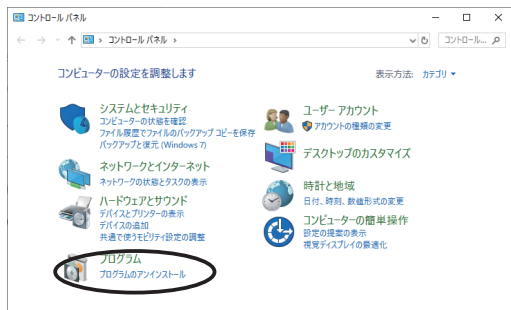 コントロール パネル
コントロール パネル
コントロール...
コンピューターの設定を調整します
表示方法: カテゴリ
システムとセキュリティ
コンピューターの状態を確認
ファイル履歴でファイルのバックアップ コピーを保存
バックアップと復元 (Windows 7)
ネットワークとインターネット
ネットワークの状態とタスクの表示
ハードウェアとサウンド
デバイスとプリンターの表示
デバイスの追加
共通で使うモビリティ設定の調整
プログラム
プログラムのアンインストール
ユーザー アカウント
アカウントの種類の変更
デスクトップのカスタマイズ
時計と地域
日付、時刻、数値形式の変更
コンピューターの簡単操作
設定の提案の表示
視覚ディスプレイの最適化